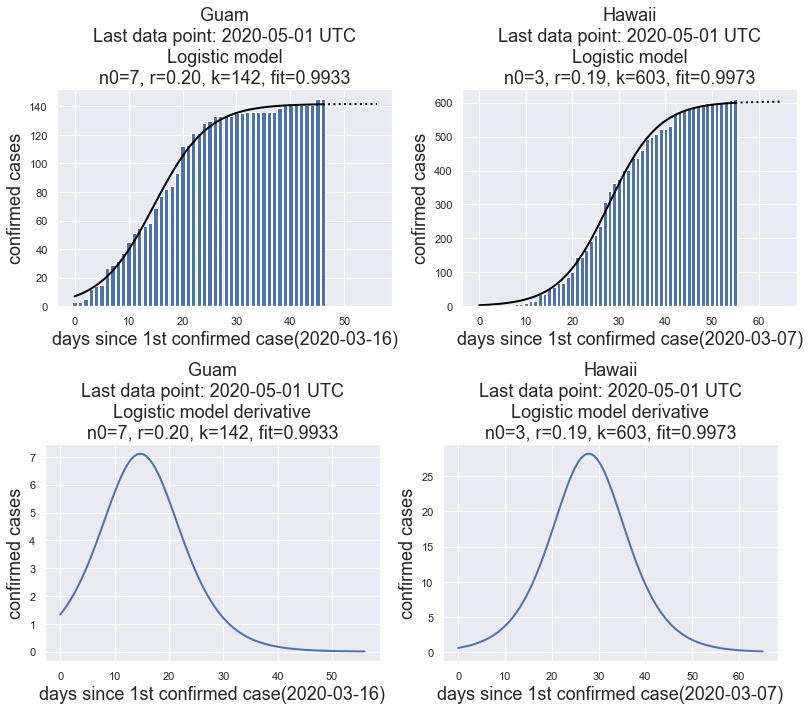 Guam
Last data point: 2020-05-01 UTC
Logistic model
n0=7, r=0.20, k=142, fit=0.9933
140
120
100
80
60
40
20
0
confirmed cases
0 10 20 30 40 50
days since 1st confirmed case(2020-03-16)
Hawaii
Last data point: 2020-05-01 UTC
Logistic model
n0=3, r=0.19, k=603, fit=0.9973
600
500
400
300
200
100
0
confirmed cases
0 10 20 30 40 50 60
days since 1st confirmed case(2020-03-07)
Guam
Last data point: 2020-05-01 UTC
Logistic model derivative
n0=7, r=0.20, k=142, fit=0.9933
7
6
5
4
3
2
1
0
confirmed cases
0 10 20 30 40 50
days since 1st confirmed case(2020-03-16)
Hawaii
Last data point: 2020-05-01 UTC
Logistic model derivative
n0=3, r=0.19, k=603, fit=0.9973
25
20
15
10
5
0
confirmed cases
0 10 20 30 40 50 60
days since 1st confirmed case(2020-03-07)